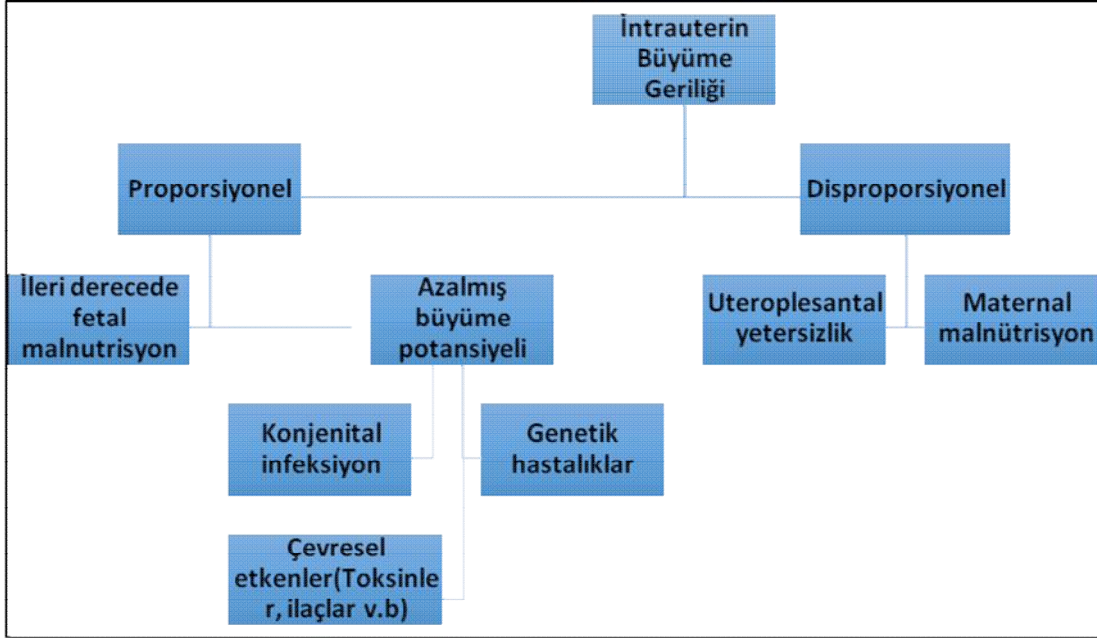 İntrauterin
Büyüme
Geriliği
Proporsiyonel
Disproporsiyonel
İleri derecede
fetal
malnutrisyon
Azalmış
büyüme
potansiyeli
Uteroplesantal
yetersizlik
Maternal
malnütrisyon
Konjenital
infeksiyon
Genetik
hastalıklar
Çevresel
etkenler(Toksinle
r, ilaçlar v.b)